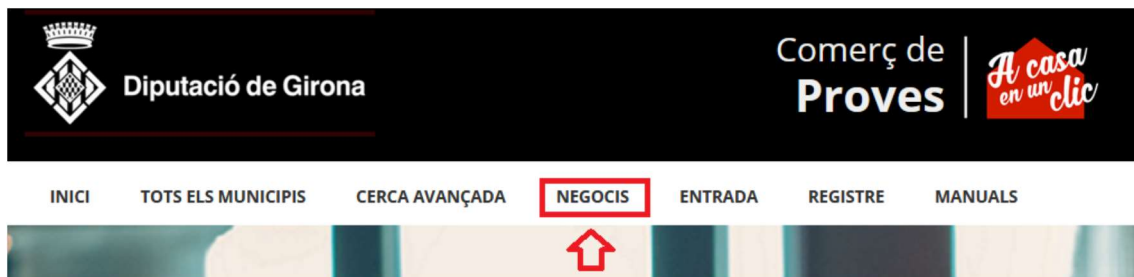 Diputació de Girona
Comerç de
Proves
A casa
en un clic
INICI TOTS ELS MUNICIPIS CERCA AVANÇADA NEGOCIS ENTRADA REGISTRE MANUALS